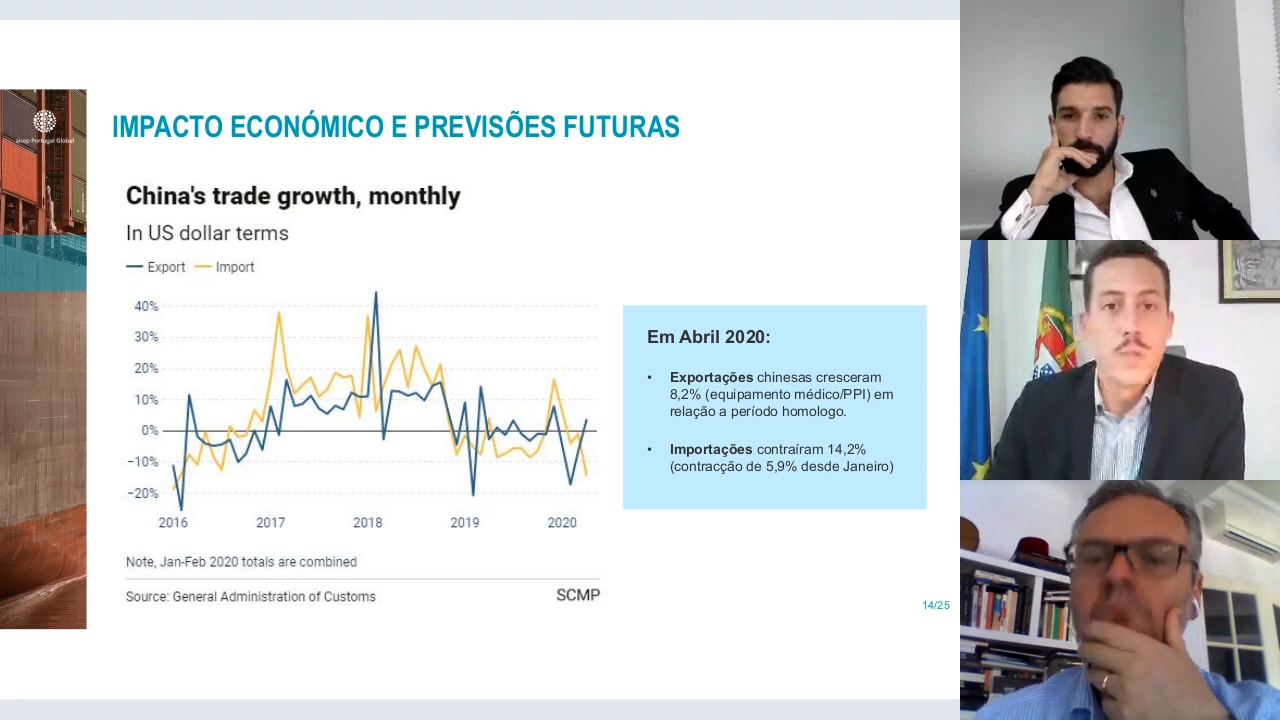 aicep Portugal Global
IMPACTO ECONÓMICO E PREVISÕES FUTURAS
China's trade growth, monthly
In US dollar terms
Export Import
40%
30%
20%
10%
0%
−10%
−20%
2016 2017 2018 2019 2020
Note, Jan-Feb 2020 totals are combined
Source: General Administration of Customs SCMP
Em Abril 2020:
• Exportações chinesas cresceram
8,2% (equipamento médico/PPI) em
relação a período homologo.
• Importações contraíram 14,2%
(contracção de 5,9% desde Janeiro)
14/25